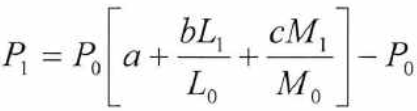 P₁ = P₀[a + bL₁/L₀ + cM₁/M₀] − P₀